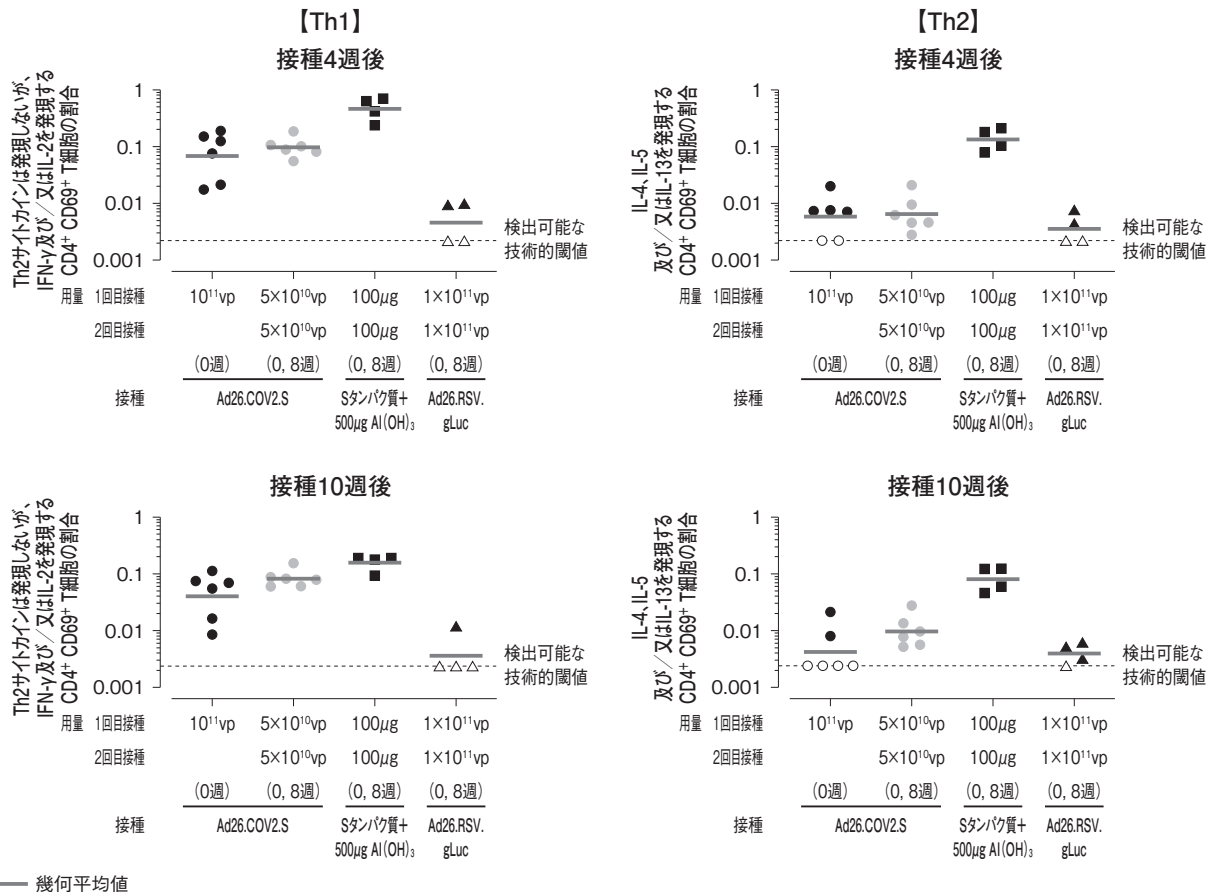 【Th1】
接種4週後
Th2サイトカインは発現しないが、
IFN-γ及び／又はIL-2を発現する
CD4⁺ CD69⁺ T細胞の割合
1
0.1
0.01
0.001
検出可能な
技術的閾値
用量 1回目接種 10¹¹vp 5×10¹⁰vp 100μg 1×10¹¹vp
2回目接種 5×10¹⁰vp 100μg 1×10¹¹vp
(0週) (0, 8週) (0, 8週) (0, 8週)
接種 Ad26.COV2.S Sタンパク質+ Ad26.RSV.
500μg Al(OH)₃ gLuc
【Th2】
接種4週後
IL-4、IL-5
及び／又はIL-13を発現する
CD4⁺ CD69⁺ T細胞の割合
1
0.1
0.01
0.001
検出可能な
技術的閾値
用量 1回目接種 10¹¹vp 5×10¹⁰vp 100μg 1×10¹¹vp
2回目接種 5×10¹⁰vp 100μg 1×10¹¹vp
(0週) (0, 8週) (0, 8週) (0, 8週)
接種 Ad26.COV2.S Sタンパク質+ Ad26.RSV.
500μg Al(OH)₃ gLuc
接種10週後
Th2サイトカインは発現しないが、
IFN-γ及び／又はIL-2を発現する
CD4⁺ CD69⁺ T細胞の割合
1
0.1
0.01
0.001
検出可能な
技術的閾値
用量 1回目接種 10¹¹vp 5×10¹⁰vp 100μg 1×10¹¹vp
2回目接種 5×10¹⁰vp 100μg 1×10¹¹vp
(0週) (0, 8週) (0, 8週) (0, 8週)
接種 Ad26.COV2.S Sタンパク質+ Ad26.RSV.
500μg Al(OH)₃ gLuc
接種10週後
IL-4、IL-5
及び／又はIL-13を発現する
CD4⁺ CD69⁺ T細胞の割合
1
0.1
0.01
0.001
検出可能な
技術的閾値
用量 1回目接種 10¹¹vp 5×10¹⁰vp 100μg 1×10¹¹vp
2回目接種 5×10¹⁰vp 100μg 1×10¹¹vp
(0週) (0, 8週) (0, 8週) (0, 8週)
接種 Ad26.COV2.S Sタンパク質+ Ad26.RSV.
500μg Al(OH)₃ gLuc
幾何平均値